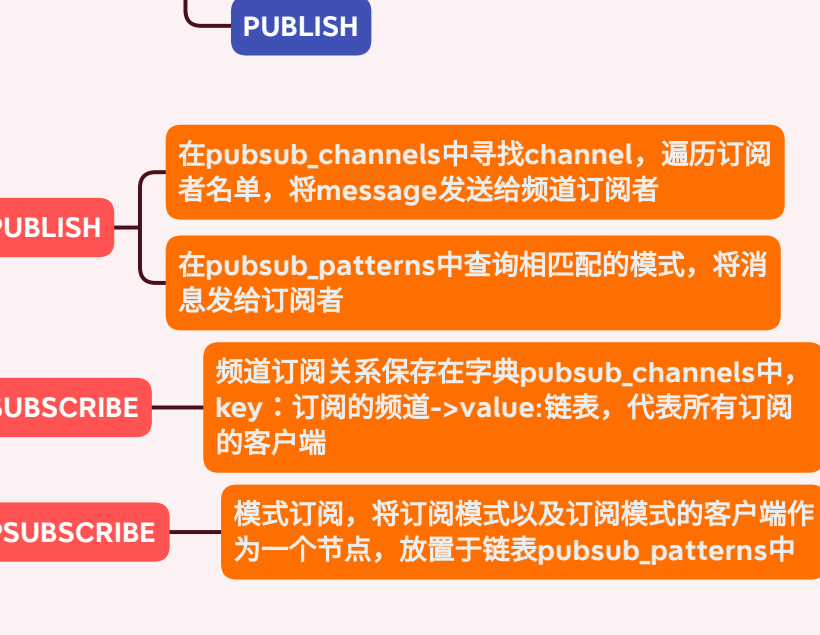 PUBLISH
在pubsub_channels中寻找channel，遍历订阅
者名单，将message发送给频道订阅者
PUBLISH
在pubsub_patterns中查询相匹配的模式，将消
息发给订阅者
频道订阅关系保存在字典pubsub_channels中，
SUBSCRIBE
key：订阅的频道->value:链表，代表所有订阅
的客户端
模式订阅，将订阅模式以及订阅模式的客户端作
PSUBSCRIBE
为一个节点，放置于链表pubsub_patterns中